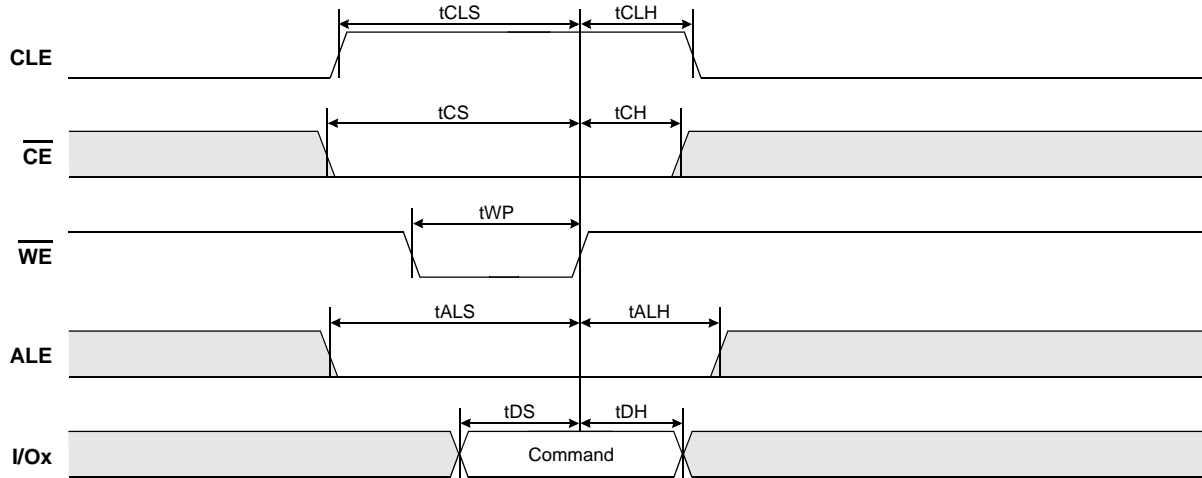 tCLS tCLH
CLE
tCS tCH
CE
tWP
WE
tALS tALH
ALE
tDS tDH
I/Ox Command